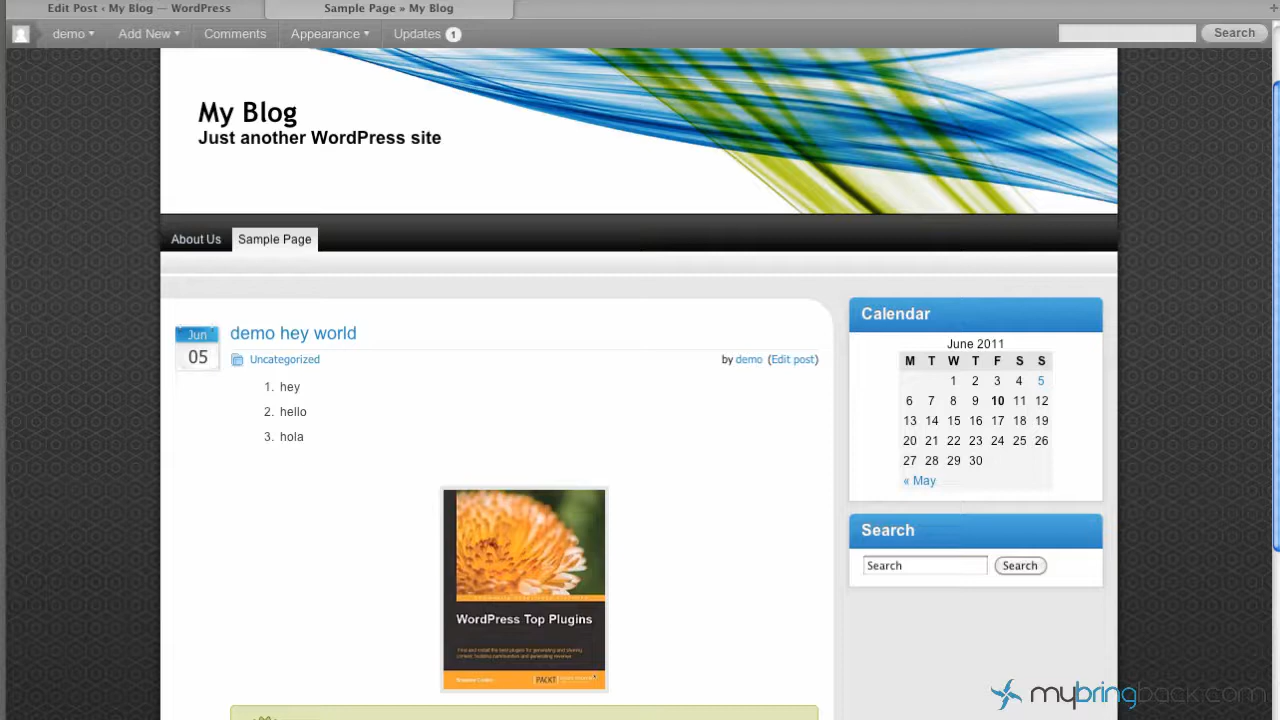 Edit Post ‹ My Blog — WordPress
Sample Page » My Blog
demo
Add New
Comments
Appearance
Updates 1
Search
My Blog
Just another WordPress site
About Us
Sample Page
Jun
05
demo hey world
Uncategorized
by demo (Edit post)
1. hey
2. hello
3. hola
WordPress Top Plugins
PACKT
Calendar
June 2011
M T W T F S S
1 2 3 4 5
6 7 8 9 10 11 12
13 14 15 16 17 18 19
20 21 22 23 24 25 26
27 28 29 30
« May
Search
Search
Search
mybringback.com